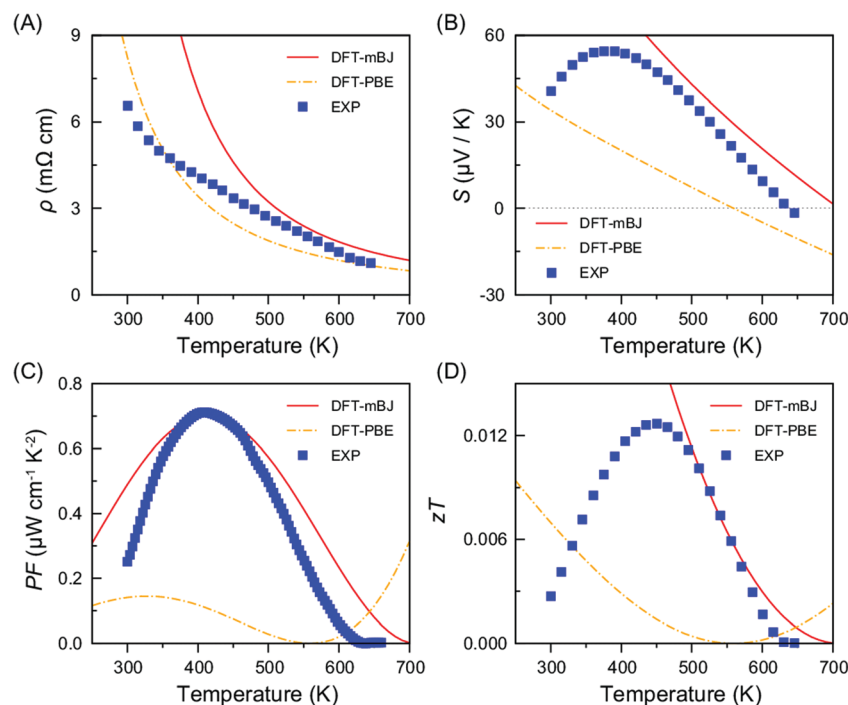 (A)
9
6
3
0
ρ (mΩ cm)
DFT-mBJ
DFT-PBE
EXP
300 400 500 600 700
Temperature (K)
(B)
60
30
0
-30
S (μV / K)
DFT-mBJ
DFT-PBE
EXP
300 400 500 600 700
Temperature (K)
(C)
0.8
0.6
0.4
0.2
0.0
PF (μW cm⁻¹ K⁻²)
DFT-mBJ
DFT-PBE
EXP
300 400 500 600 700
Temperature (K)
(D)
0.012
0.006
0.000
zT
DFT-mBJ
DFT-PBE
EXP
300 400 500 600 700
Temperature (K)